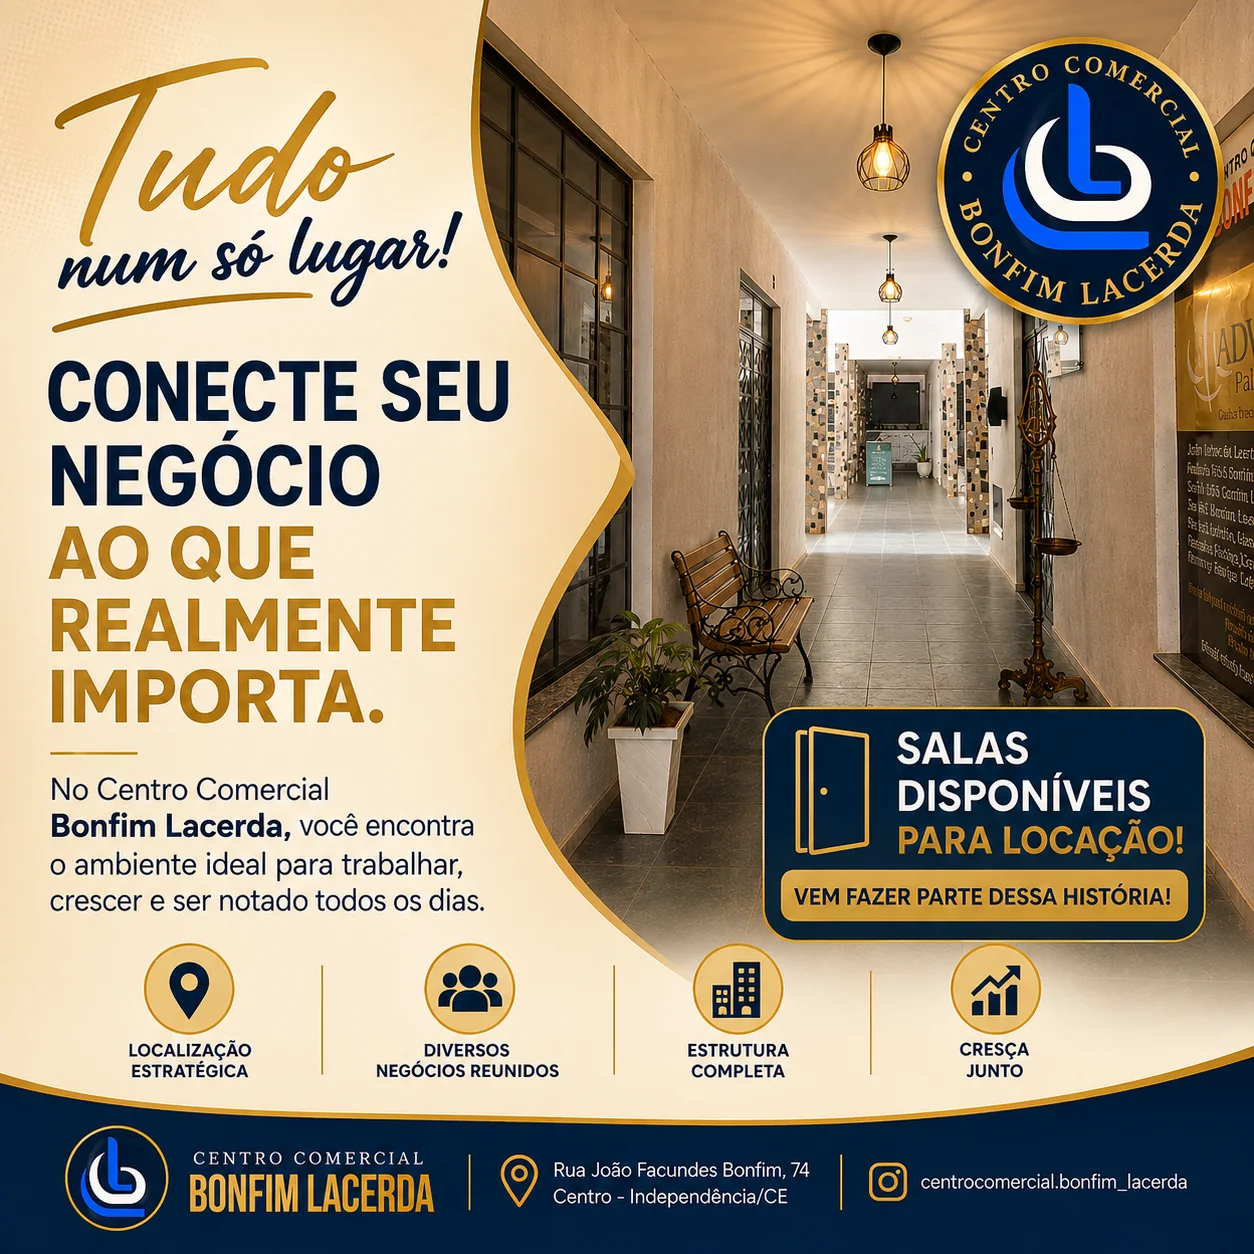 Tudo
num só lugar!
CONECTE SEU
NEGÓCIO
AO QUE
REALMENTE
IMPORTA.
No Centro Comercial
Bonfim Lacerda, você encontra
o ambiente ideal para trabalhar,
crescer e ser notado todos os dias.
CENTRO COMERCIAL
BONFIM LACERDA
SALAS
DISPONÍVEIS
PARA LOCAÇÃO!
VEM FAZER PARTE DESSA HISTÓRIA!
LOCALIZAÇÃO
ESTRATÉGICA
DIVERSOS
NEGÓCIOS REUNIDOS
ESTRUTURA
COMPLETA
CRESÇA
JUNTO
CENTRO COMERCIAL
BONFIM LACERDA
Rua João Facundes Bonfim, 74
Centro - Independência/CE
centrocomercial.bonfim_lacerda